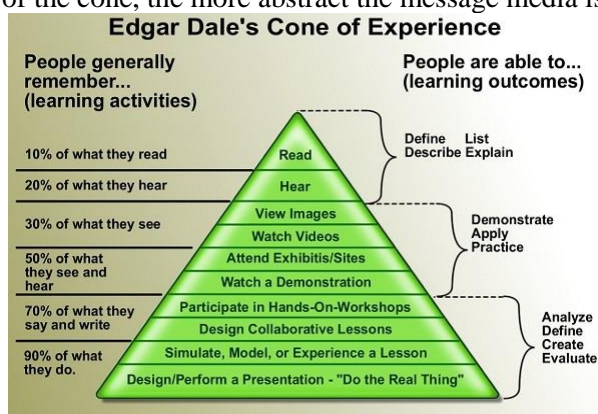 of the cone, the more abstract the message media is
Edgar Dale's Cone of Experience
People generally
remember...
(learning activities)
People are able to...
(learning outcomes)
10% of what they read
20% of what they hear
30% of what they see
50% of what
they see and
hear
70% of what they
say and write
90% of what
they do.
Read
Hear
View Images
Watch Videos
Attend Exhibitis/Sites
Watch a Demonstration
Participate in Hands-On-Workshops
Design Collaborative Lessons
Simulate, Model, or Experience a Lesson
Design/Perform a Presentation - "Do the Real Thing"
Define List
Describe Explain
Demonstrate
Apply
Practice
Analyze
Define
Create
Evaluate